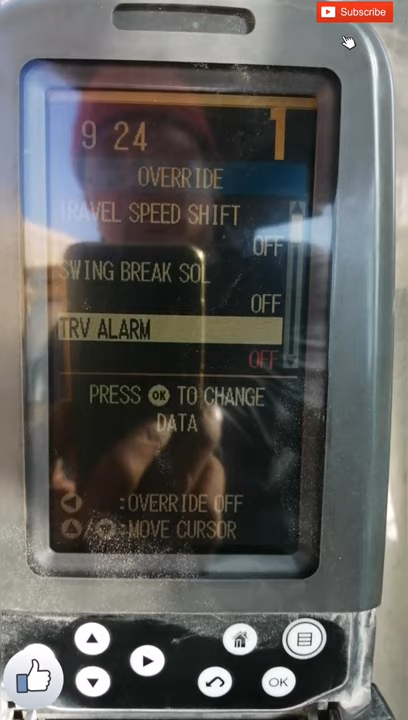 Subscribe
9 24
1
OVERRIDE
TRAVEL SPEED SHIFT
OFF
SWING BREAK SOL
OFF
TRV ALARM
OFF
PRESS OK TO CHANGE
DATA
:OVERRIDE OFF
:MOVE CURSOR
OK